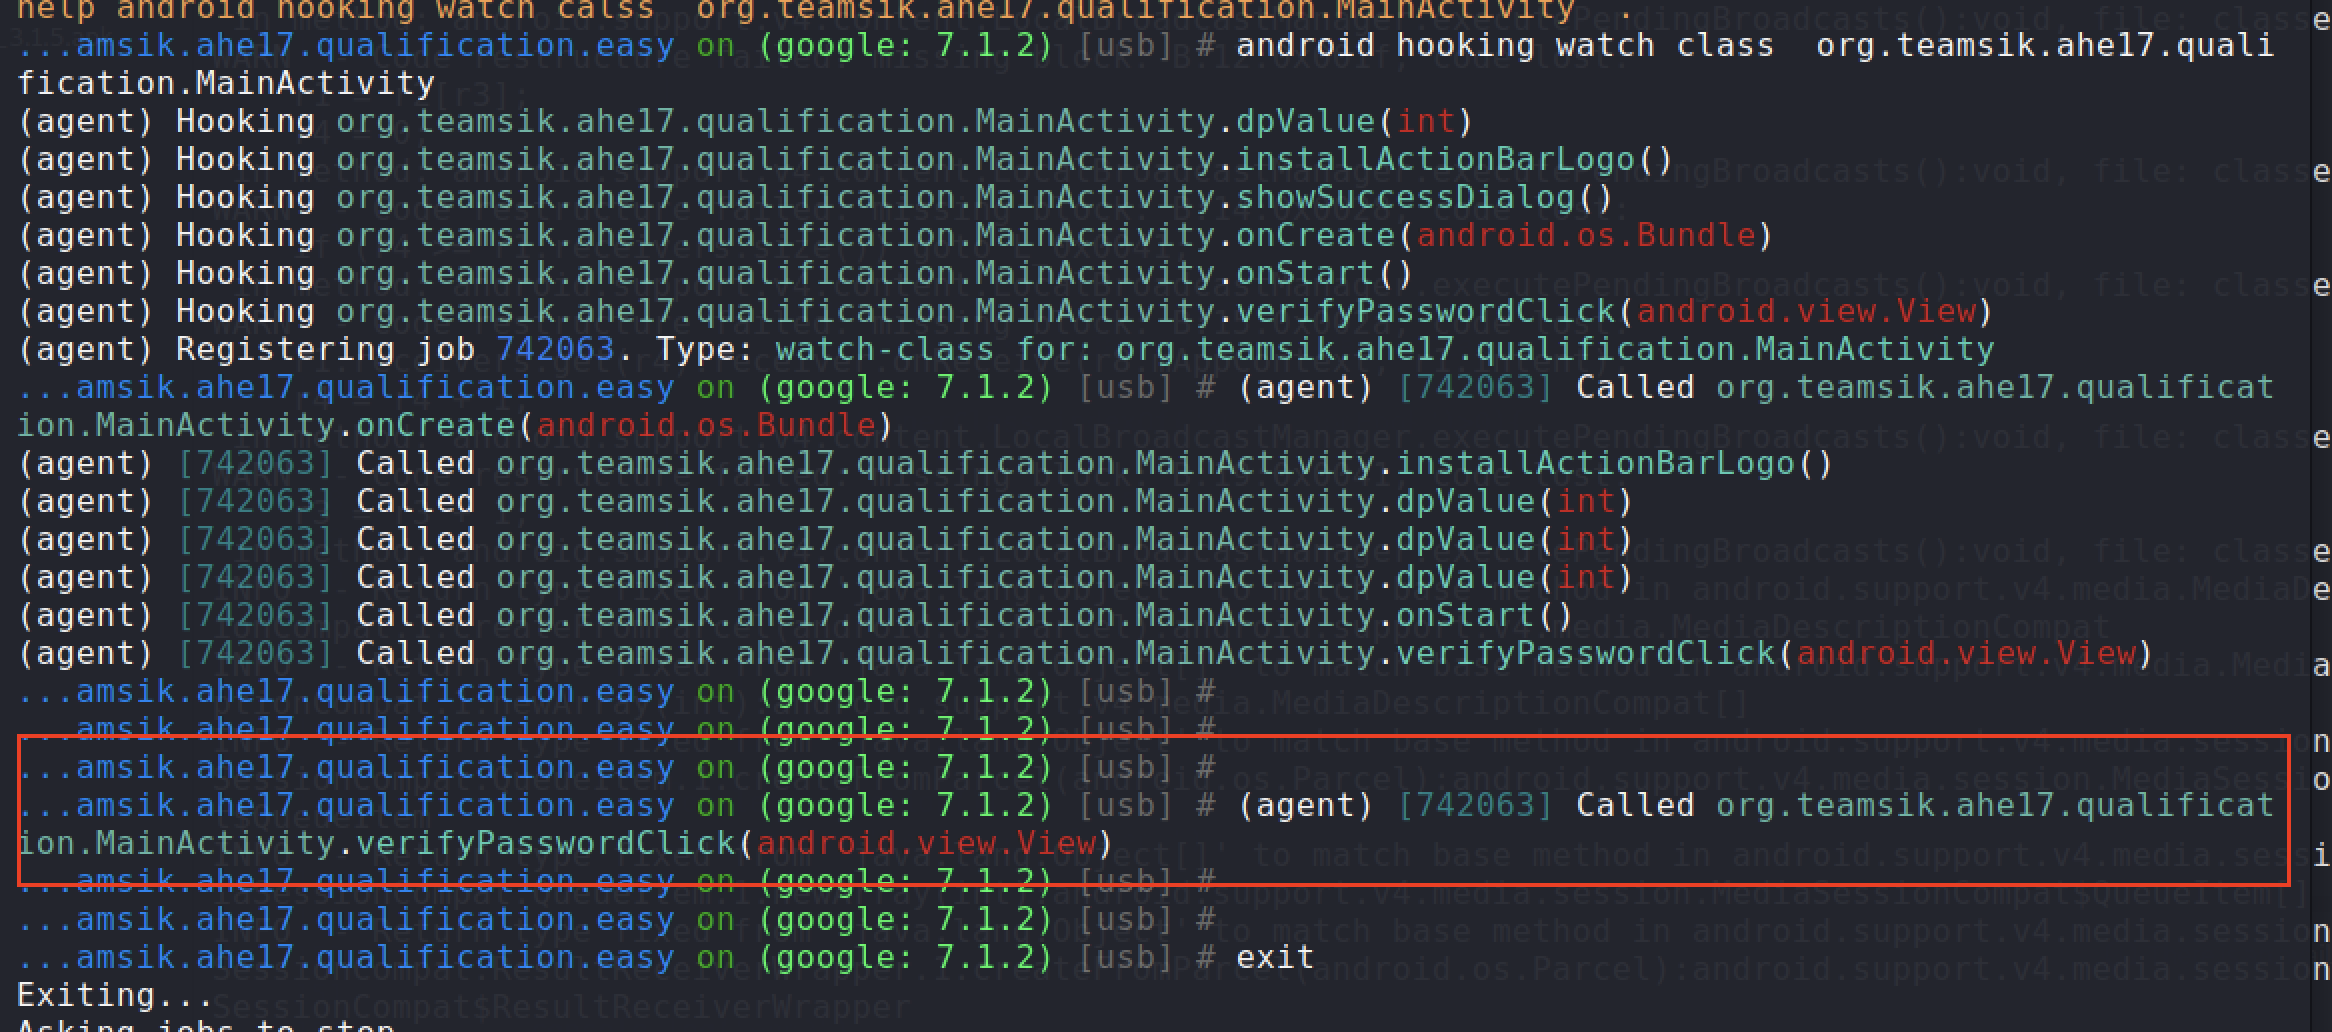 help android hooking watch calss  org.teamsik.ahe17.qualification.MainActivity  .
...amsik.ahe17.qualification.easy on (google: 7.1.2) [usb] # android hooking watch class  org.teamsik.ahe17.quali
fication.MainActivity
(agent) Hooking org.teamsik.ahe17.qualification.MainActivity.dpValue(int)
(agent) Hooking org.teamsik.ahe17.qualification.MainActivity.installActionBarLogo()
(agent) Hooking org.teamsik.ahe17.qualification.MainActivity.showSuccessDialog()
(agent) Hooking org.teamsik.ahe17.qualification.MainActivity.onCreate(android.os.Bundle)
(agent) Hooking org.teamsik.ahe17.qualification.MainActivity.onStart()
(agent) Hooking org.teamsik.ahe17.qualification.MainActivity.verifyPasswordClick(android.view.View)
(agent) Registering job 742063. Type: watch-class for: org.teamsik.ahe17.qualification.MainActivity
...amsik.ahe17.qualification.easy on (google: 7.1.2) [usb] # (agent) [742063] Called org.teamsik.ahe17.qualificat
ion.MainActivity.onCreate(android.os.Bundle)
(agent) [742063] Called org.teamsik.ahe17.qualification.MainActivity.installActionBarLogo()
(agent) [742063] Called org.teamsik.ahe17.qualification.MainActivity.dpValue(int)
(agent) [742063] Called org.teamsik.ahe17.qualification.MainActivity.dpValue(int)
(agent) [742063] Called org.teamsik.ahe17.qualification.MainActivity.dpValue(int)
(agent) [742063] Called org.teamsik.ahe17.qualification.MainActivity.onStart()
(agent) [742063] Called org.teamsik.ahe17.qualification.MainActivity.verifyPasswordClick(android.view.View)
...amsik.ahe17.qualification.easy on (google: 7.1.2) [usb] #
...amsik.ahe17.qualification.easy on (google: 7.1.2) [usb] #
...amsik.ahe17.qualification.easy on (google: 7.1.2) [usb] #
...amsik.ahe17.qualification.easy on (google: 7.1.2) [usb] # (agent) [742063] Called org.teamsik.ahe17.qualificat
ion.MainActivity.verifyPasswordClick(android.view.View)
...amsik.ahe17.qualification.easy on (google: 7.1.2) [usb] #
...amsik.ahe17.qualification.easy on (google: 7.1.2) [usb] #
...amsik.ahe17.qualification.easy on (google: 7.1.2) [usb] # exit
Exiting...
Asking jobs to stop